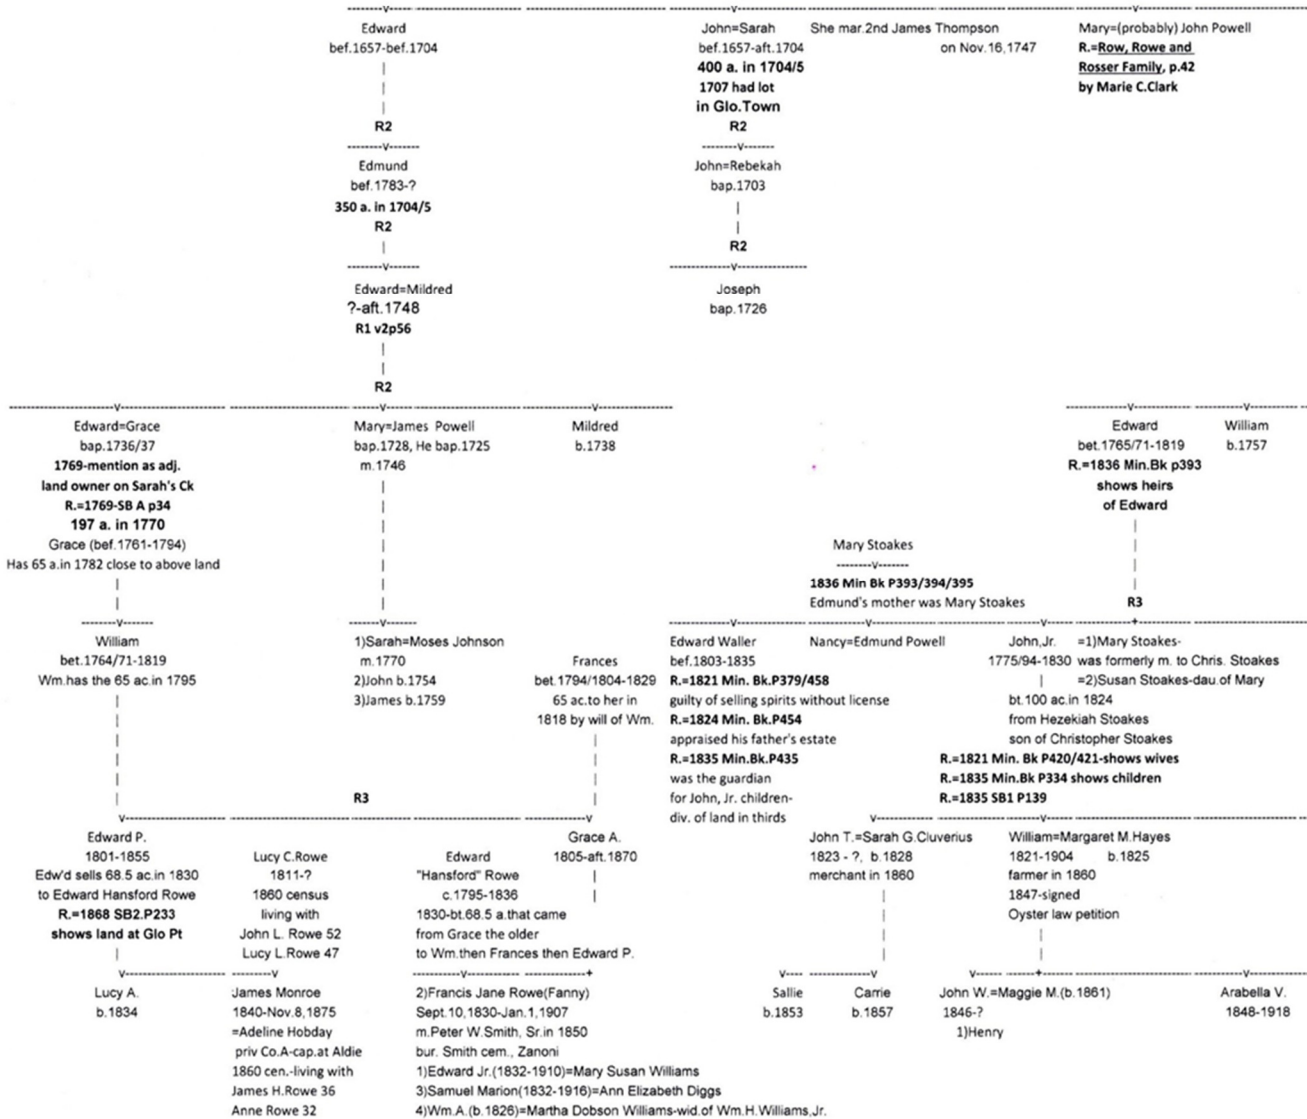 Edward
bef.1657-bef.1704
R2
John=Sarah
bef.1657-aft.1704
400 a. in 1704/5
1707 had lot
in Glo.Town
R2
She mar.2nd James Thompson
on Nov.16,1747
Mary=(probably) John Powell
R.=Row, Rowe and
Rosser Family, p.42
by Marie C.Clark
Edmund
bef.1783-?
350 a. in 1704/5
R2
John=Rebekah
bap.1703
R2
Edward=Mildred
?-aft.1748
R1 v2p56
R2
Joseph
bap.1726
Edward=Grace
bap.1736/37
1769-mention as adj.
land owner on Sarah's Ck
R.=1769-SB A p34
197 a. in 1770
Grace (bef.1761-1794)
Has 65 a.in 1782 close to above land
Mary=James Powell
bap.1728, He bap.1725
m.1746
Mildred
b.1738
Edward
bet.1765/71-1819
R.=1836 Min.Bk p393
shows heirs
of Edward
R3
William
b.1757
Mary Stoakes
1836 Min Bk P393/394/395
Edmund's mother was Mary Stoakes
William
bet.1764/71-1819
Wm.has the 65 ac.in 1795
1)Sarah=Moses Johnson
m.1770
2)John b.1754
3)James b.1759
Frances
bet.1794/1804-1829
65 ac.to her in
1818 by will of Wm.
R3
Edward Waller
bef.1803-1835
R.=1821 Min. Bk.P379/458
guilty of selling spirits without license
R.=1824 Min. Bk.P454
appraised his father's estate
R.=1835 Min.Bk.P435
was the guardian
for John, Jr. children-
div. of land in thirds
Nancy=Edmund Powell
John,Jr. =1)Mary Stoakes-
1775/94-1830 was formerly m. to Chris. Stoakes
=2)Susan Stoakes-dau.of Mary
bt.100 ac.in 1824
from Hezekiah Stoakes
son of Christopher Stoakes
R.=1821 Min. Bk P420/421-shows wives
R.=1835 Min.Bk P334 shows children
R.=1835 SB1 P139
Edward P.
1801-1855
Edw'd sells 68.5 ac.in 1830
to Edward Hansford Rowe
R.=1868 SB2.P233
shows land at Glo Pt
Lucy C.Rowe
1811-?
1860 census
living with
John L. Rowe 52
Lucy L.Rowe 47
Edward
"Hansford" Rowe
c.1795-1836
1830-bt.68.5 a.that came
from Grace the older
to Wm.then Frances then Edward P.
Grace A.
1805-aft.1870
John T.=Sarah G.Cluverius
1823 - ?, b.1828
merchant in 1860
William=Margaret M.Hayes
1821-1904 b.1825
farmer in 1860
1847-signed
Oyster law petition
Lucy A.
b.1834
James Monroe
1840-Nov.8,1875
=Adeline Hobday
priv Co.A-cap.at Aldie
1860 cen.-living with
James H.Rowe 36
Anne Rowe 32
2)Francis Jane Rowe(Fanny)
Sept.10,1830-Jan.1,1907
m.Peter W.Smith, Sr.in 1850
bur. Smith cem., Zanoni
1)Edward Jr.(1832-1910)=Mary Susan Williams
3)Samuel Marion(1832-1916)=Ann Elizabeth Diggs
4)Wm.A.(b.1826)=Martha Dobson Williams-wid.of Wm.H.Williams,Jr.
Sallie
b.1853
Carrie
b.1857
John W.=Maggie M.(b.1861)
1846-?
1)Henry
Arabella V.
1848-1918